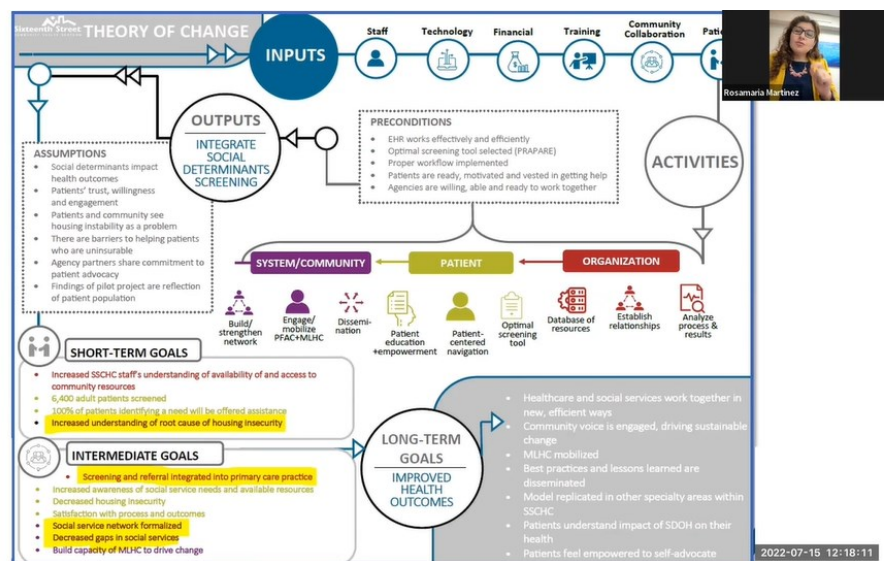 Sixteenth Street
THEORY OF CHANGE
INPUTS
Staff
Technology
Financial
Training
Community
Collaboration
Rosamaria Martinez
OUTPUTS
INTEGRATE
SOCIAL
DETERMINANTS
SCREENING
PRECONDITIONS
• EHR works effectively and efficiently
• Optimal screening tool selected (PRAPARE)
• Proper workflow implemented
• Patients are ready, motivated and vested in getting help
• Agencies are willing, able and ready to work together
ACTIVITIES
ASSUMPTIONS
• Social determinants impact
health outcomes
• Patients' trust, willingness
and engagement
• Patients and community see
housing instability as a problem
• There are barriers to helping patients
who are uninsurable
• Agency partners share commitment to
patient advocacy
• Findings of pilot project are reflection
of patient population
SYSTEM/COMMUNITY
PATIENT
ORGANIZATION
Build/
strengthen
network
Engage/
mobilize
PFAC+MLHC
Dissemi-
nation
Patient
education
+empowerment
Patient-
centered
navigation
Optimal
screening
tool
Database of
resources
Establish
relationships
Analyze
process &
results
SHORT-TERM GOALS
• Increased SSCHC staff's understanding of availability of and access to
community resources
• 6,400 adult patients screened
• 100% of patients identifying a need will be offered assistance
• Increased understanding of root cause of housing insecurity
INTERMEDIATE GOALS
• Screening and referral integrated into primary care practice
• Increased awareness of social service needs and available resources
• Decreased housing insecurity
• Satisfaction with process and outcomes
• Social service network formalized
• Decreased gaps in social services
• Build capacity of MLHC to drive change
LONG-TERM
GOALS
IMPROVED
HEALTH
OUTCOMES
• Healthcare and social services work together in
new, efficient ways
• Community voice is engaged, driving sustainable
change
• MLHC mobilized
• Best practices and lessons learned are
disseminated
• Model replicated in other specialty areas within
SSCHC
• Patients understand impact of SDOH on their
health
• Patients feel empowered to self-advocate
2022-07-15 12:18:11